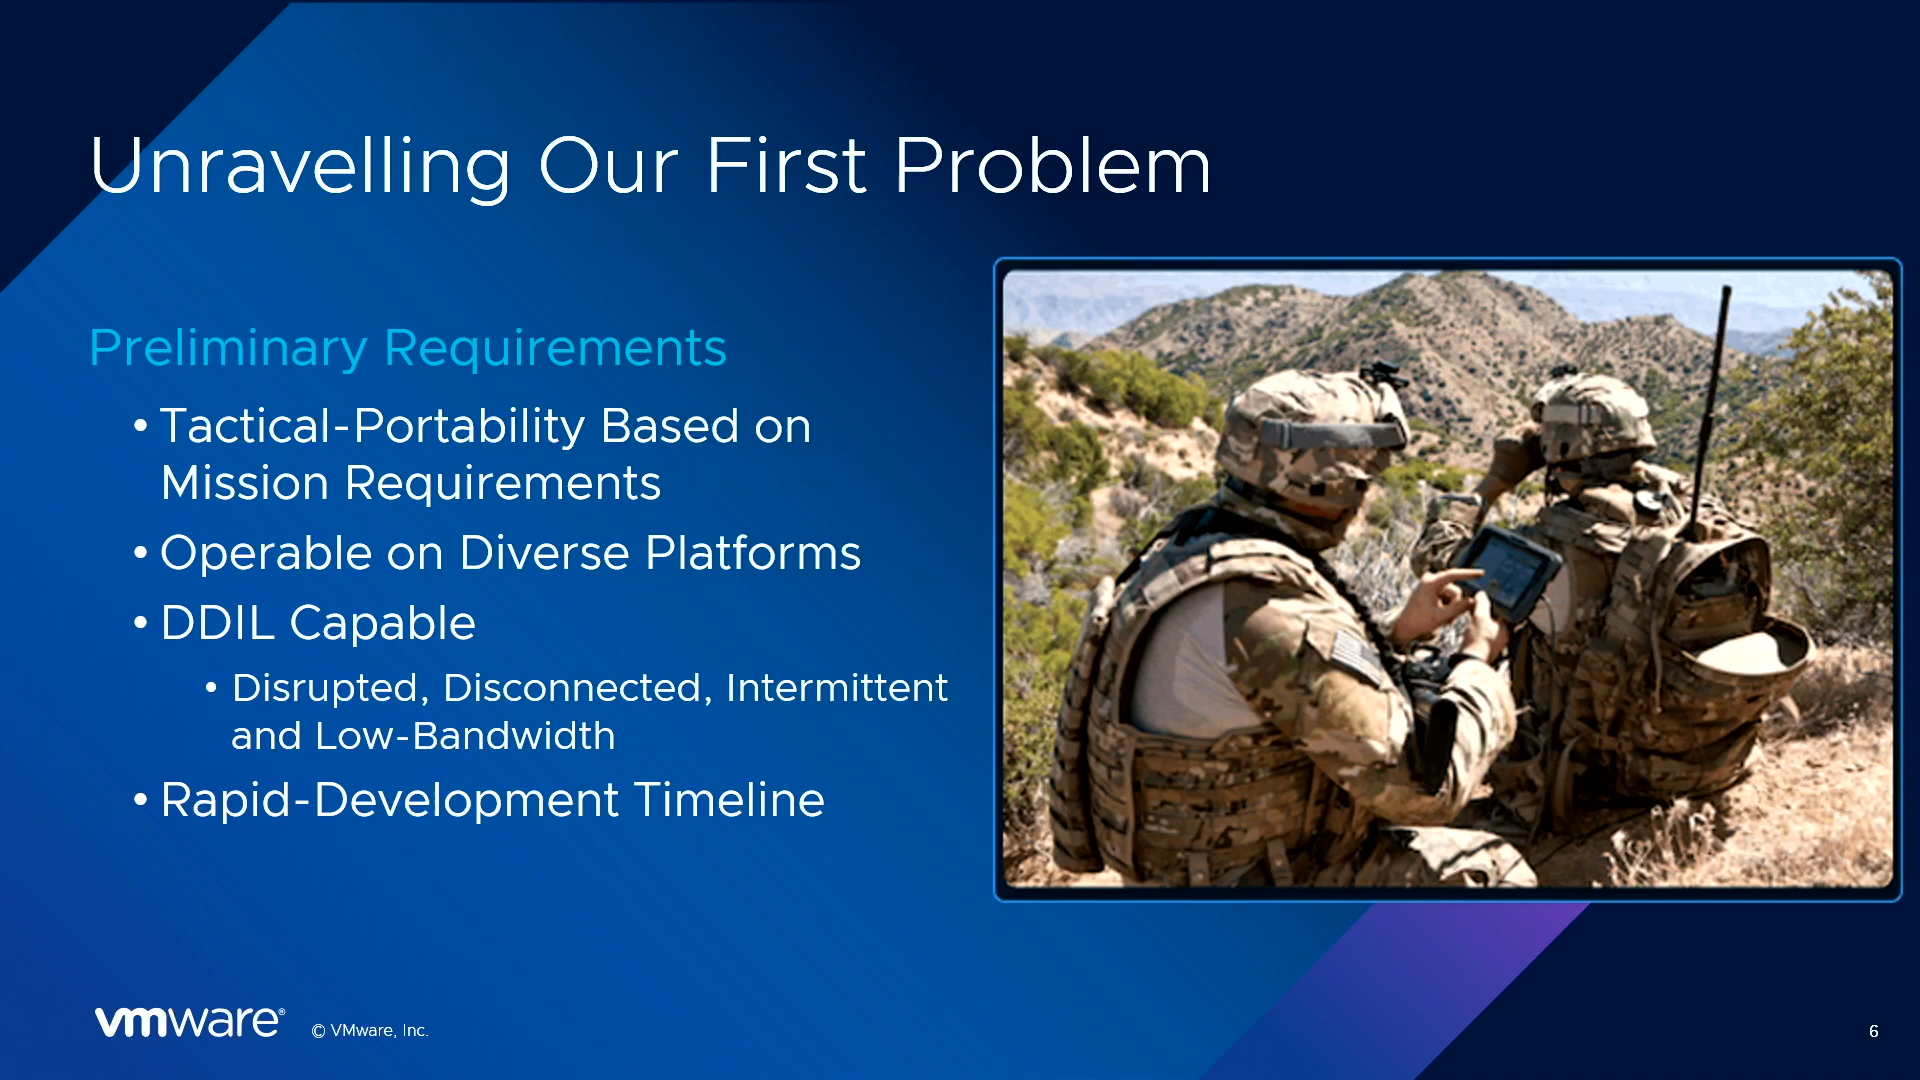 Unravelling Our First Problem
Preliminary Requirements
• Tactical-Portability Based on
Mission Requirements
• Operable on Diverse Platforms
• DDIL Capable
• Disrupted, Disconnected, Intermittent
and Low-Bandwidth
• Rapid-Development Timeline
vmware® © VMware, Inc.
6